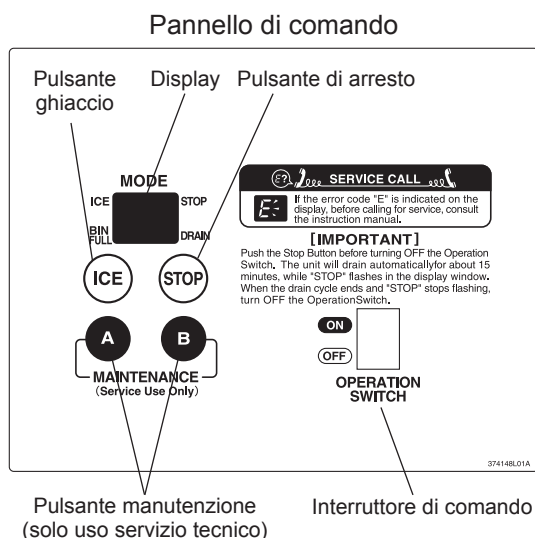 Pannello di comando
Pulsante
ghiaccio
Display
Pulsante di arresto
MODE
ICE
STOP
BIN
FULL
DRAIN
ICE
STOP
A
B
MAINTENANCE
(Service Use Only)
E?
SERVICE CALL
E
If the error code "E" is indicated on the
display, before calling for service, consult
the instruction manual.
[IMPORTANT]
Push the Stop Button before turning OFF the Operation
Switch. The unit will drain automaticallyfor about 15
minutes, while "STOP" flashes in the display window.
When the drain cycle ends and "STOP" stops flashing,
turn OFF the OperationSwitch.
ON
OFF
OPERATION
SWITCH
374148L01A
Pulsante manutenzione
(solo uso servizio tecnico)
Interruttore di comando